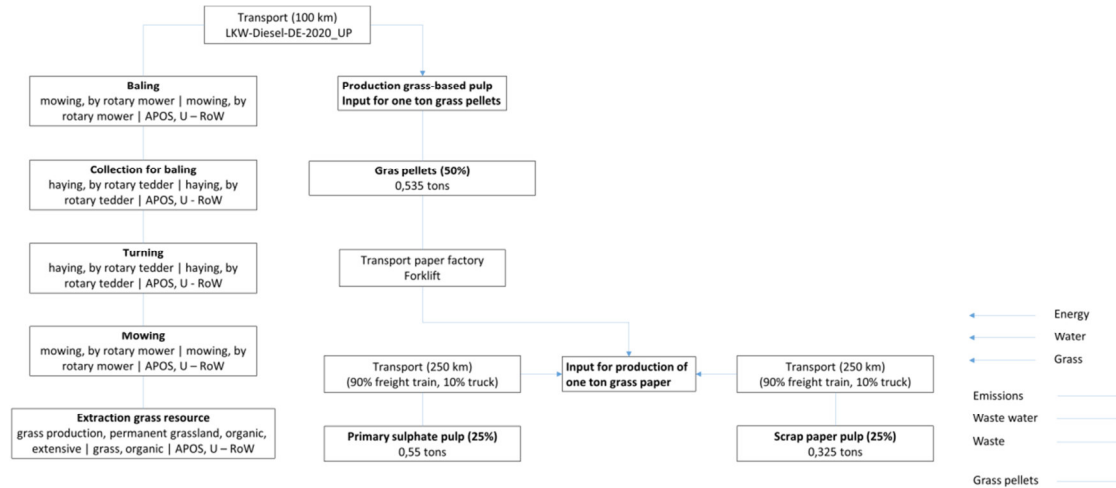 Transport (100 km)
LKW-Diesel-DE-2020_UP
Baling
mowing, by rotary mower | mowing, by
rotary mower | APOS, U – RoW
Collection for baling
haying, by rotary tedder | haying, by
rotary tedder | APOS, U - RoW
Turning
haying, by rotary tedder | haying, by
rotary tedder | APOS, U - RoW
Mowing
mowing, by rotary mower | mowing, by
rotary mower | APOS, U – RoW
Extraction grass resource
grass production, permanent grassland, organic,
extensive | grass, organic | APOS, U – RoW
Production grass-based pulp
Input for one ton grass pellets
Gras pellets (50%)
0,535 tons
Transport paper factory
Forklift
Transport (250 km)
(90% freight train, 10% truck)
Primary sulphate pulp (25%)
0,55 tons
Input for production of
one ton grass paper
Transport (250 km)
(90% freight train, 10% truck)
Scrap paper pulp (25%)
0,325 tons
Energy
Water
Grass
Emissions
Waste water
Waste
Grass pellets